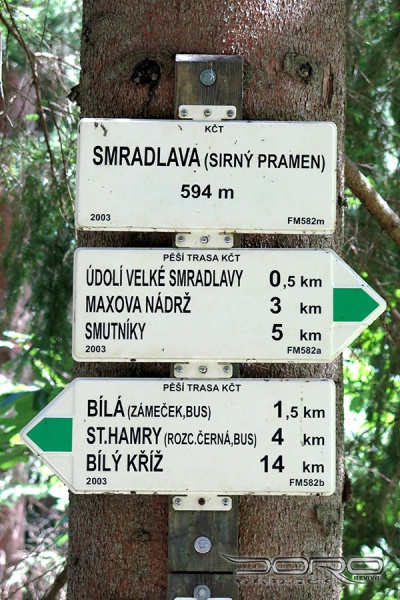 KČT
SMRADLAVA (SIRNÝ PRAMEN)
594 m
2003 FM582m
PĚŠÍ TRASA KČT
ÚDOLÍ VELKÉ SMRADLAVY 0,5 km
MAXOVA NÁDRŽ 3 km
SMUTNÍKY 5 km
2003 FM582a
PĚŠÍ TRASA KČT
BÍLÁ (ZÁMEČEK,BUS) 1,5 km
ST.HAMRY (ROZC.ČERNÁ,BUS) 4 km
BÍLÝ KŘÍŽ 14 km
2003 FM582b
DORO
REVIVAL